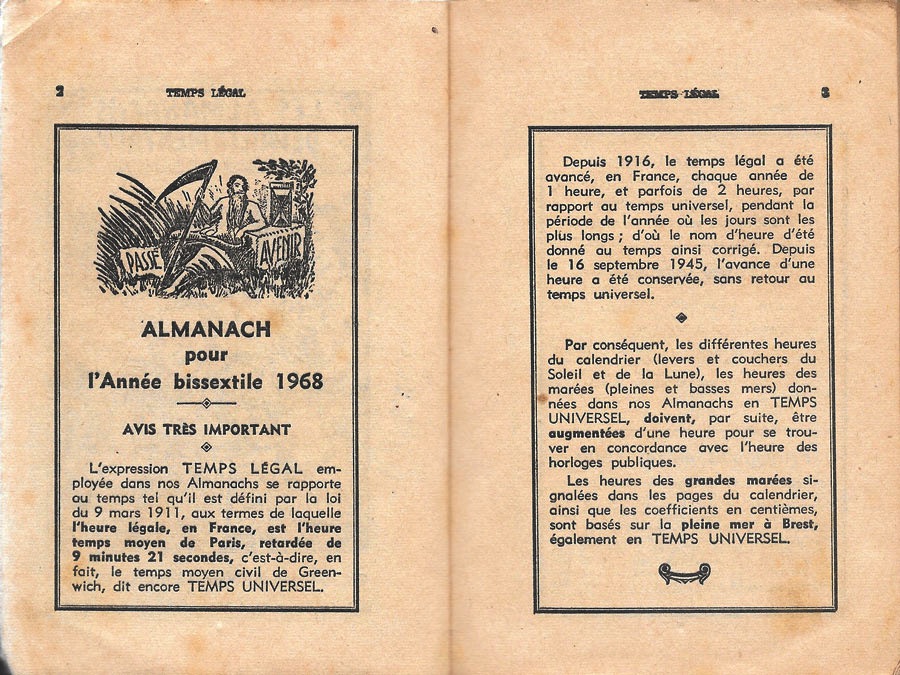 2 TEMPS LÉGAL
PASSÉ
AVENIR
ALMANACH
pour
l'Année bissextile 1968
AVIS TRÈS IMPORTANT
L'expression TEMPS LÉGAL em-
ployée dans nos Almanachs se rapporte
au temps tel qu'il est défini par la loi
du 9 mars 1911, aux termes de laquelle
l'heure légale, en France, est l'heure
temps moyen de Paris, retardée de
9 minutes 21 secondes, c'est-à-dire, en
fait, le temps moyen civil de Green-
wich, dit encore TEMPS UNIVERSEL.
TEMPS LÉGAL 3
Depuis 1916, le temps légal a été
avancé, en France, chaque année de
1 heure, et parfois de 2 heures, par
rapport au temps universel, pendant la
période de l'année où les jours sont les
plus longs ; d'où le nom d'heure d'été
donné au temps ainsi corrigé. Depuis
le 16 septembre 1945, l'avance d'une
heure a été conservée, sans retour au
temps universel.
Par conséquent, les différentes heures
du calendrier (levers et couchers du
Soleil et de la Lune), les heures des
marées (pleines et basses mers) don-
nées dans nos Almanachs en TEMPS
UNIVERSEL, doivent, par suite, être
augmentées d'une heure pour se trou-
ver en concordance avec l'heure des
horloges publiques.
Les heures des grandes marées si-
gnalées dans les pages du calendrier,
ainsi que les coefficients en centièmes,
sont basés sur la pleine mer à Brest,
également en TEMPS UNIVERSEL.